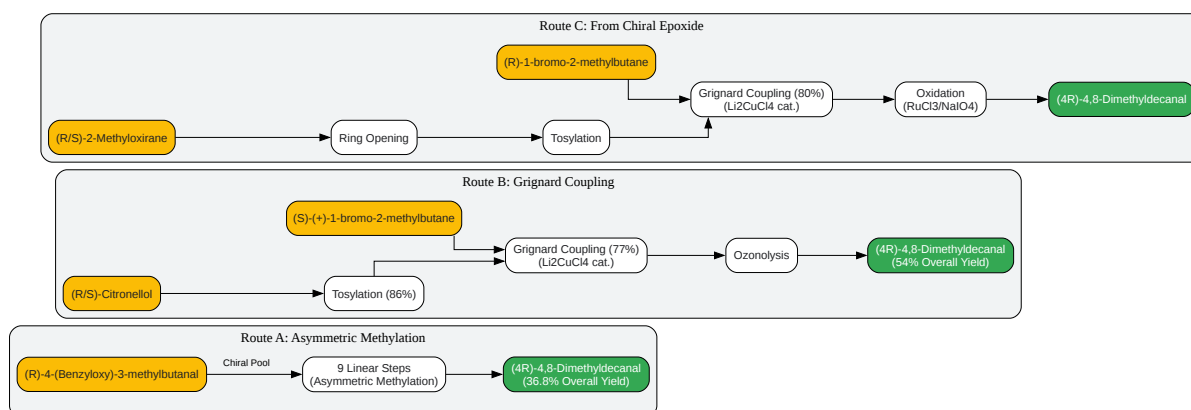 Route C: From Chiral Epoxide
(R)-1-bromo-2-methylbutane
Grignard Coupling (80%)
(Li2CuCl4 cat.)
Oxidation
(RuCl3/NaIO4)
(4R)-4,8-Dimethyldecanal
(R/S)-2-Methyloxirane
Ring Opening
Tosylation
Route B: Grignard Coupling
(S)-(+)-1-bromo-2-methylbutane
Grignard Coupling (77%)
(Li2CuCl4 cat.)
Ozonolysis
(4R)-4,8-Dimethyldecanal
(54% Overall Yield)
(R/S)-Citronellol
Tosylation (86%)
Route A: Asymmetric Methylation
(R)-4-(Benzyloxy)-3-methylbutanal
Chiral Pool
9 Linear Steps
(Asymmetric Methylation)
(4R)-4,8-Dimethyldecanal
(36.8% Overall Yield)